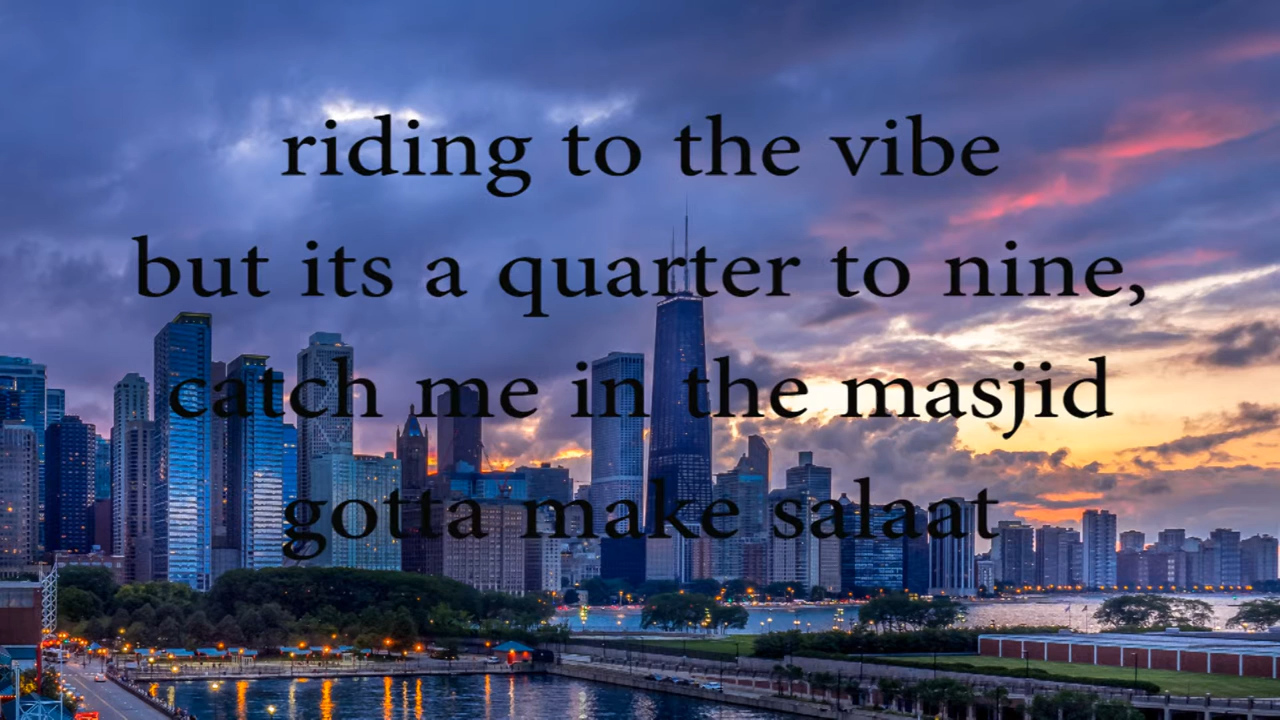 riding to the vibe
but its a quarter to nine,
catch me in the masjid
gotta make salaat